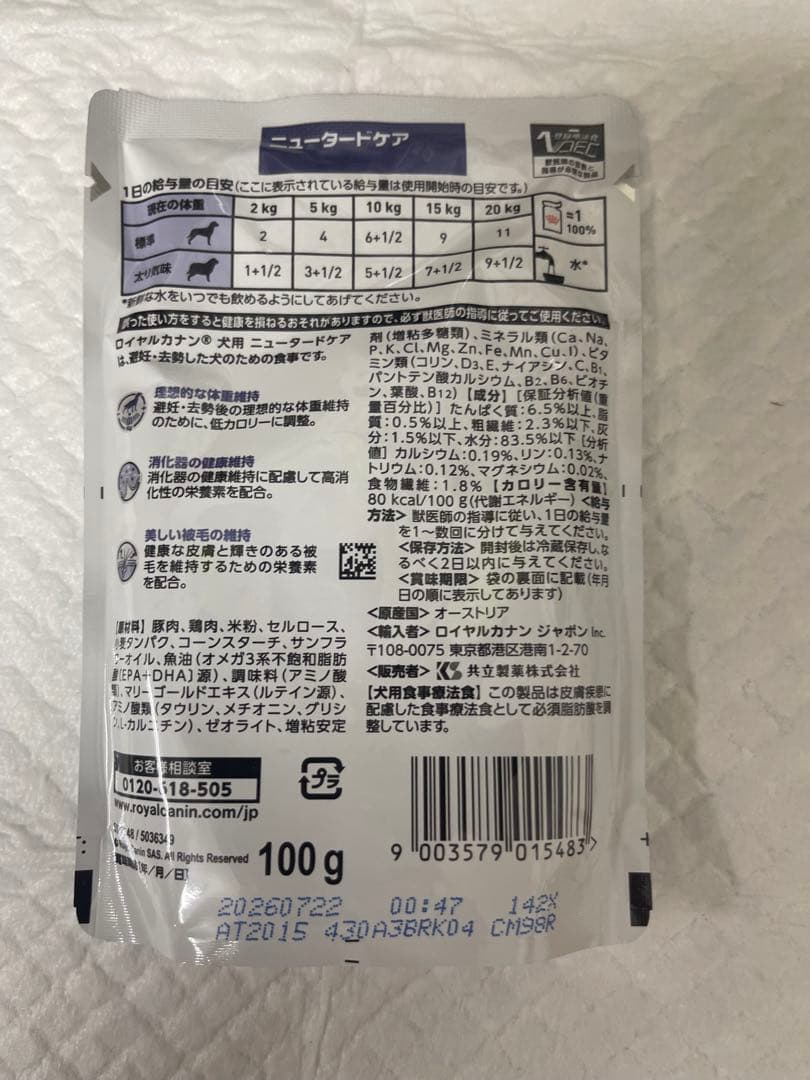 ニュータードケア
1日の給与量の目安(ここに表示されている給与量は使用開始時の目安です。)
現在の体重 2 kg 5 kg 10 kg 15 kg 20 kg
=1
100%
標準 2 4 6+1/2 9 11
太り気味 1+1/2 3+1/2 5+1/2 7+1/2 9+1/2
水*
*新鮮な水をいつでも飲めるようにしてあげてください。
った使い方をすると健康を損ねるおそれがありますので、必ず獣医師の指導に従ってご使用ください。
ロイヤルカナン® 犬用 ニュータードケア
は、避妊・去勢した犬のための食事です。
理想的な体重維持
避妊・去勢後の理想的な体重維持
のために、低カロリーに調整。
消化器の健康維持
消化器の健康維持に配慮して高消
化性の栄養素を配合。
美しい被毛の維持
健康な皮膚と輝きのある被
毛を維持するための栄養素
を配合。
【原材料】豚肉、鶏肉、米粉、セルロース、
小麦タンパク、コーンスターチ、サンフラ
ワーオイル、魚油(オメガ3系不飽和脂肪
酸[EPA+DHA]源)、調味料(アミノ酸
類)、マリーゴールドエキス(ルテイン源)、
アミノ酸類(タウリン、メチオニン、グリシ
ン、L-カルニチン)、ゼオライト、増粘安定
剤(増粘多糖類)、ミネラル類(Ca、Na、
P、K、Cl、Mg、Zn、Fe、Mn、Cu、I)、ビタ
ミン類(コリン、D3、E、ナイアシン、C、B1、
パントテン酸カルシウム、B2、B6、ビオチ
ン、葉酸、B12)【成分】[保証分析値(重
量百分比)] たんぱく質:6.5%以上、脂
質:0.5%以上、粗繊維:2.3%以下、灰
分:1.5%以下、水分:83.5%以下 [分析
値] カルシウム:0.19%、リン:0.13%、ナ
トリウム:0.12%、マグネシウム:0.02%、
食物繊維:1.8%【カロリー含有量】
80 kcal/100 g(代謝エネルギー)<給与
方法> 獣医師の指導に従い、1日の給与量
を1~数回に分けて与えてください。
<保存方法> 開封後は冷蔵保存し、な
るべく2日以内に与えてください。
<賞味期限> 袋の裏面に記載(年月
日の順に表示してあります)
<原産国> オーストリア
<輸入者> ロイヤルカナン ジャポン Inc.
〒108-0075 東京都港区港南1-2-70
<販売者> KS 共立製薬株式会社
【犬用食事療法食】この製品は皮膚疾患に
配慮した食事療法食として必須脂肪酸を調
整しています。
お客様相談室
0120-618-505
www.royalcanin.com/jp
プラ
48 / 5036349
Canin SAS. All Rights Reserved
[年/月/日]
100 g
9 003579 015483
20260722 00:47 142X
AT2015 430A3BRK04 CM98R